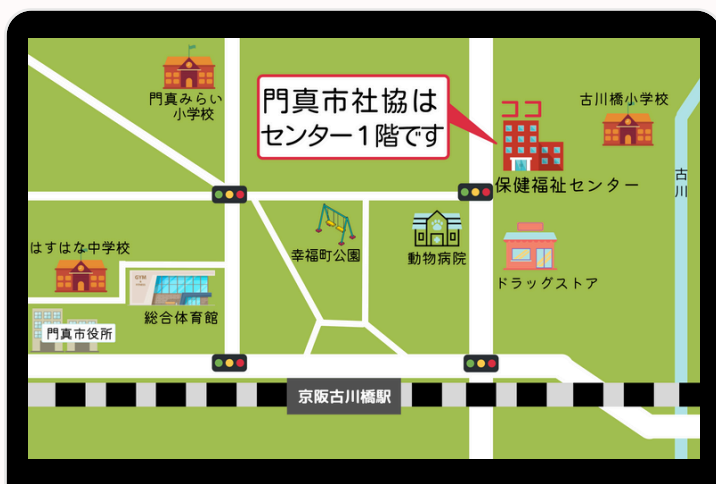 門真みらい
小学校
門真市社協は
センター1階です
ココ
古川橋小学校
保健福祉センター
古川
はすはな中学校
幸福町公園
動物病院
ドラッグストア
総合体育館
門真市役所
京阪古川橋駅